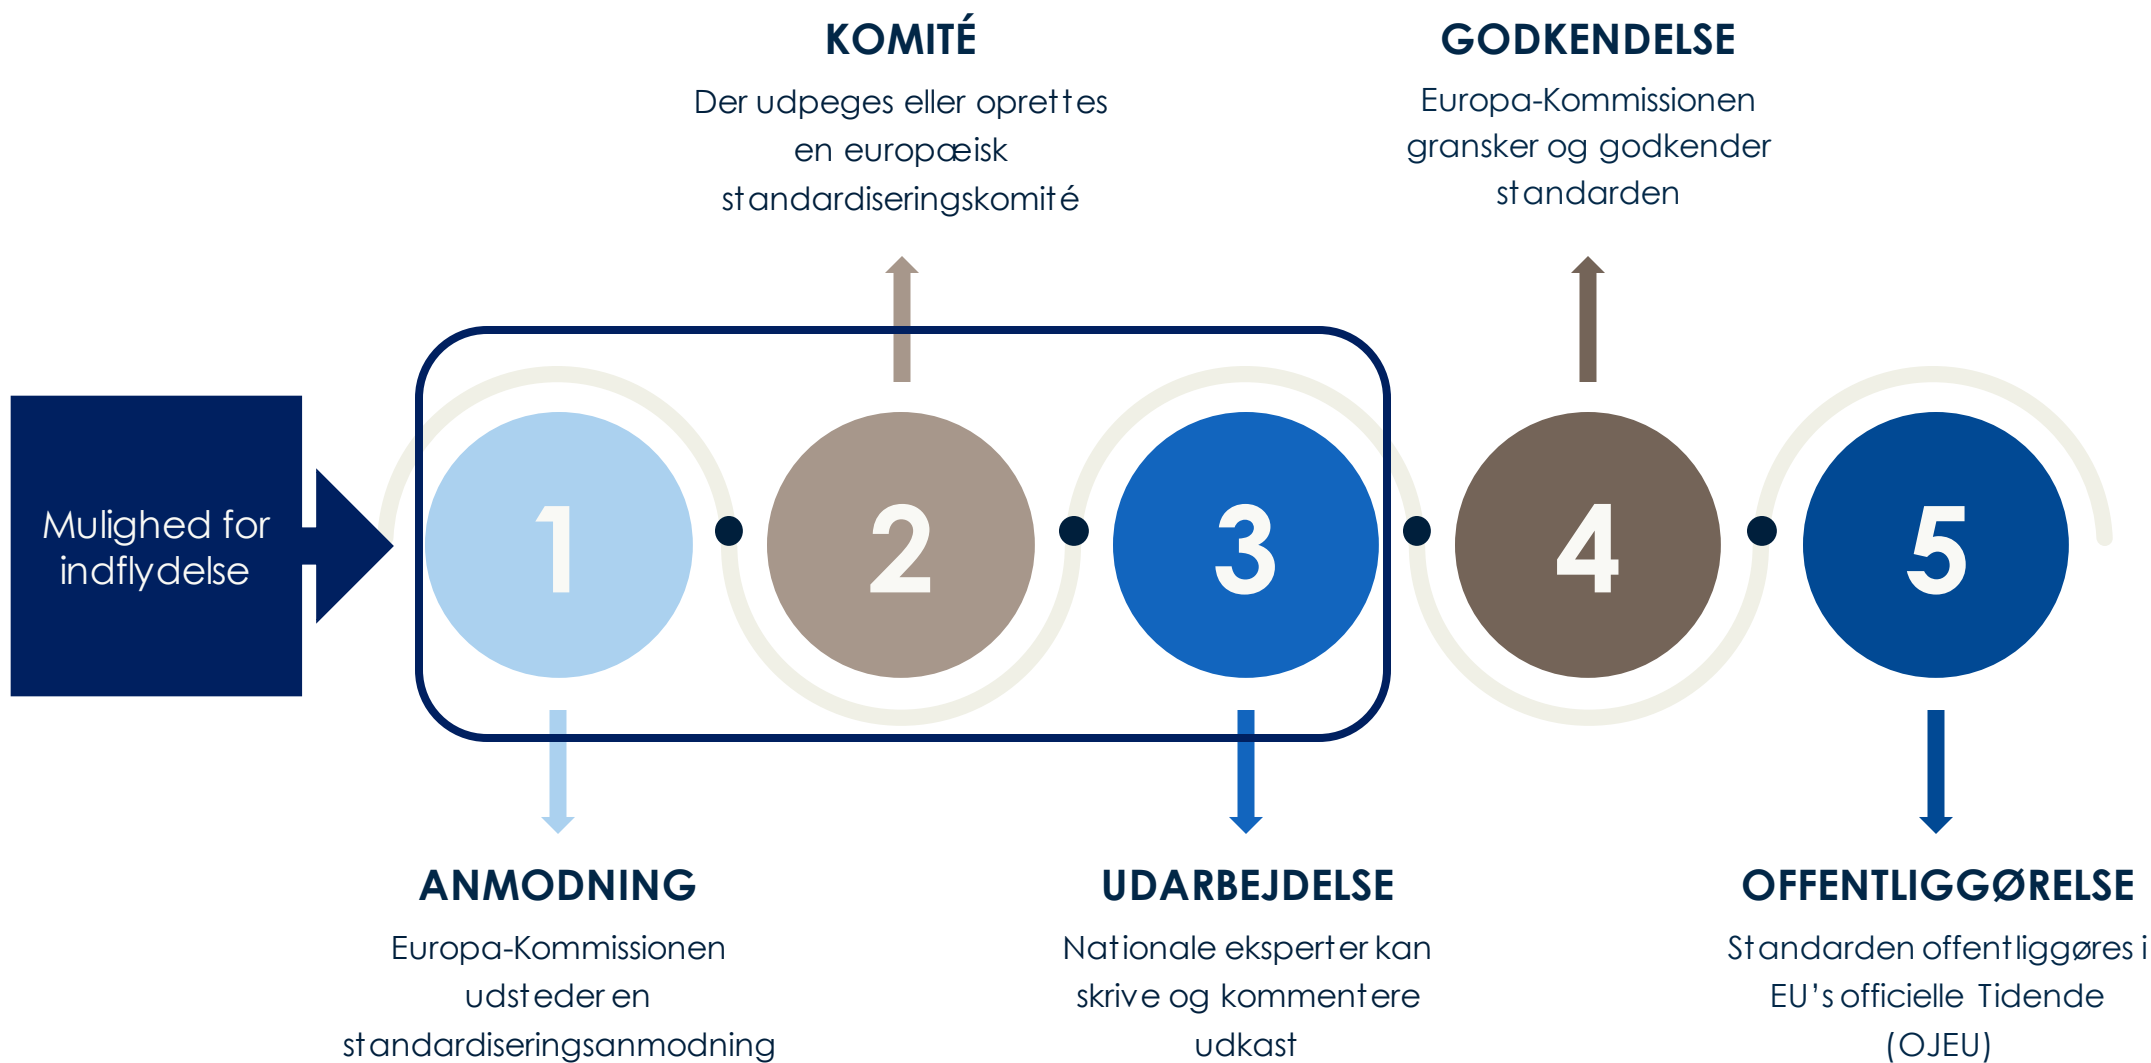 KOMITÉ
Der udpeges eller oprettes
en europæisk
standardiseringskomité
GODKENDELSE
Europa-Kommissionen
gransker og godkender
standarden
Mulighed for
indflydelse
1
2
3
4
5
ANMODNING
Europa-Kommissionen
udsteder en
standardiseringsanmodning
UDARBEJDELSE
Nationale eksperter kan
skrive og kommentere
udkast
OFFENTLIGGØRELSE
Standarden offentliggøres i
EU’s officielle Tidende
(OJEU)